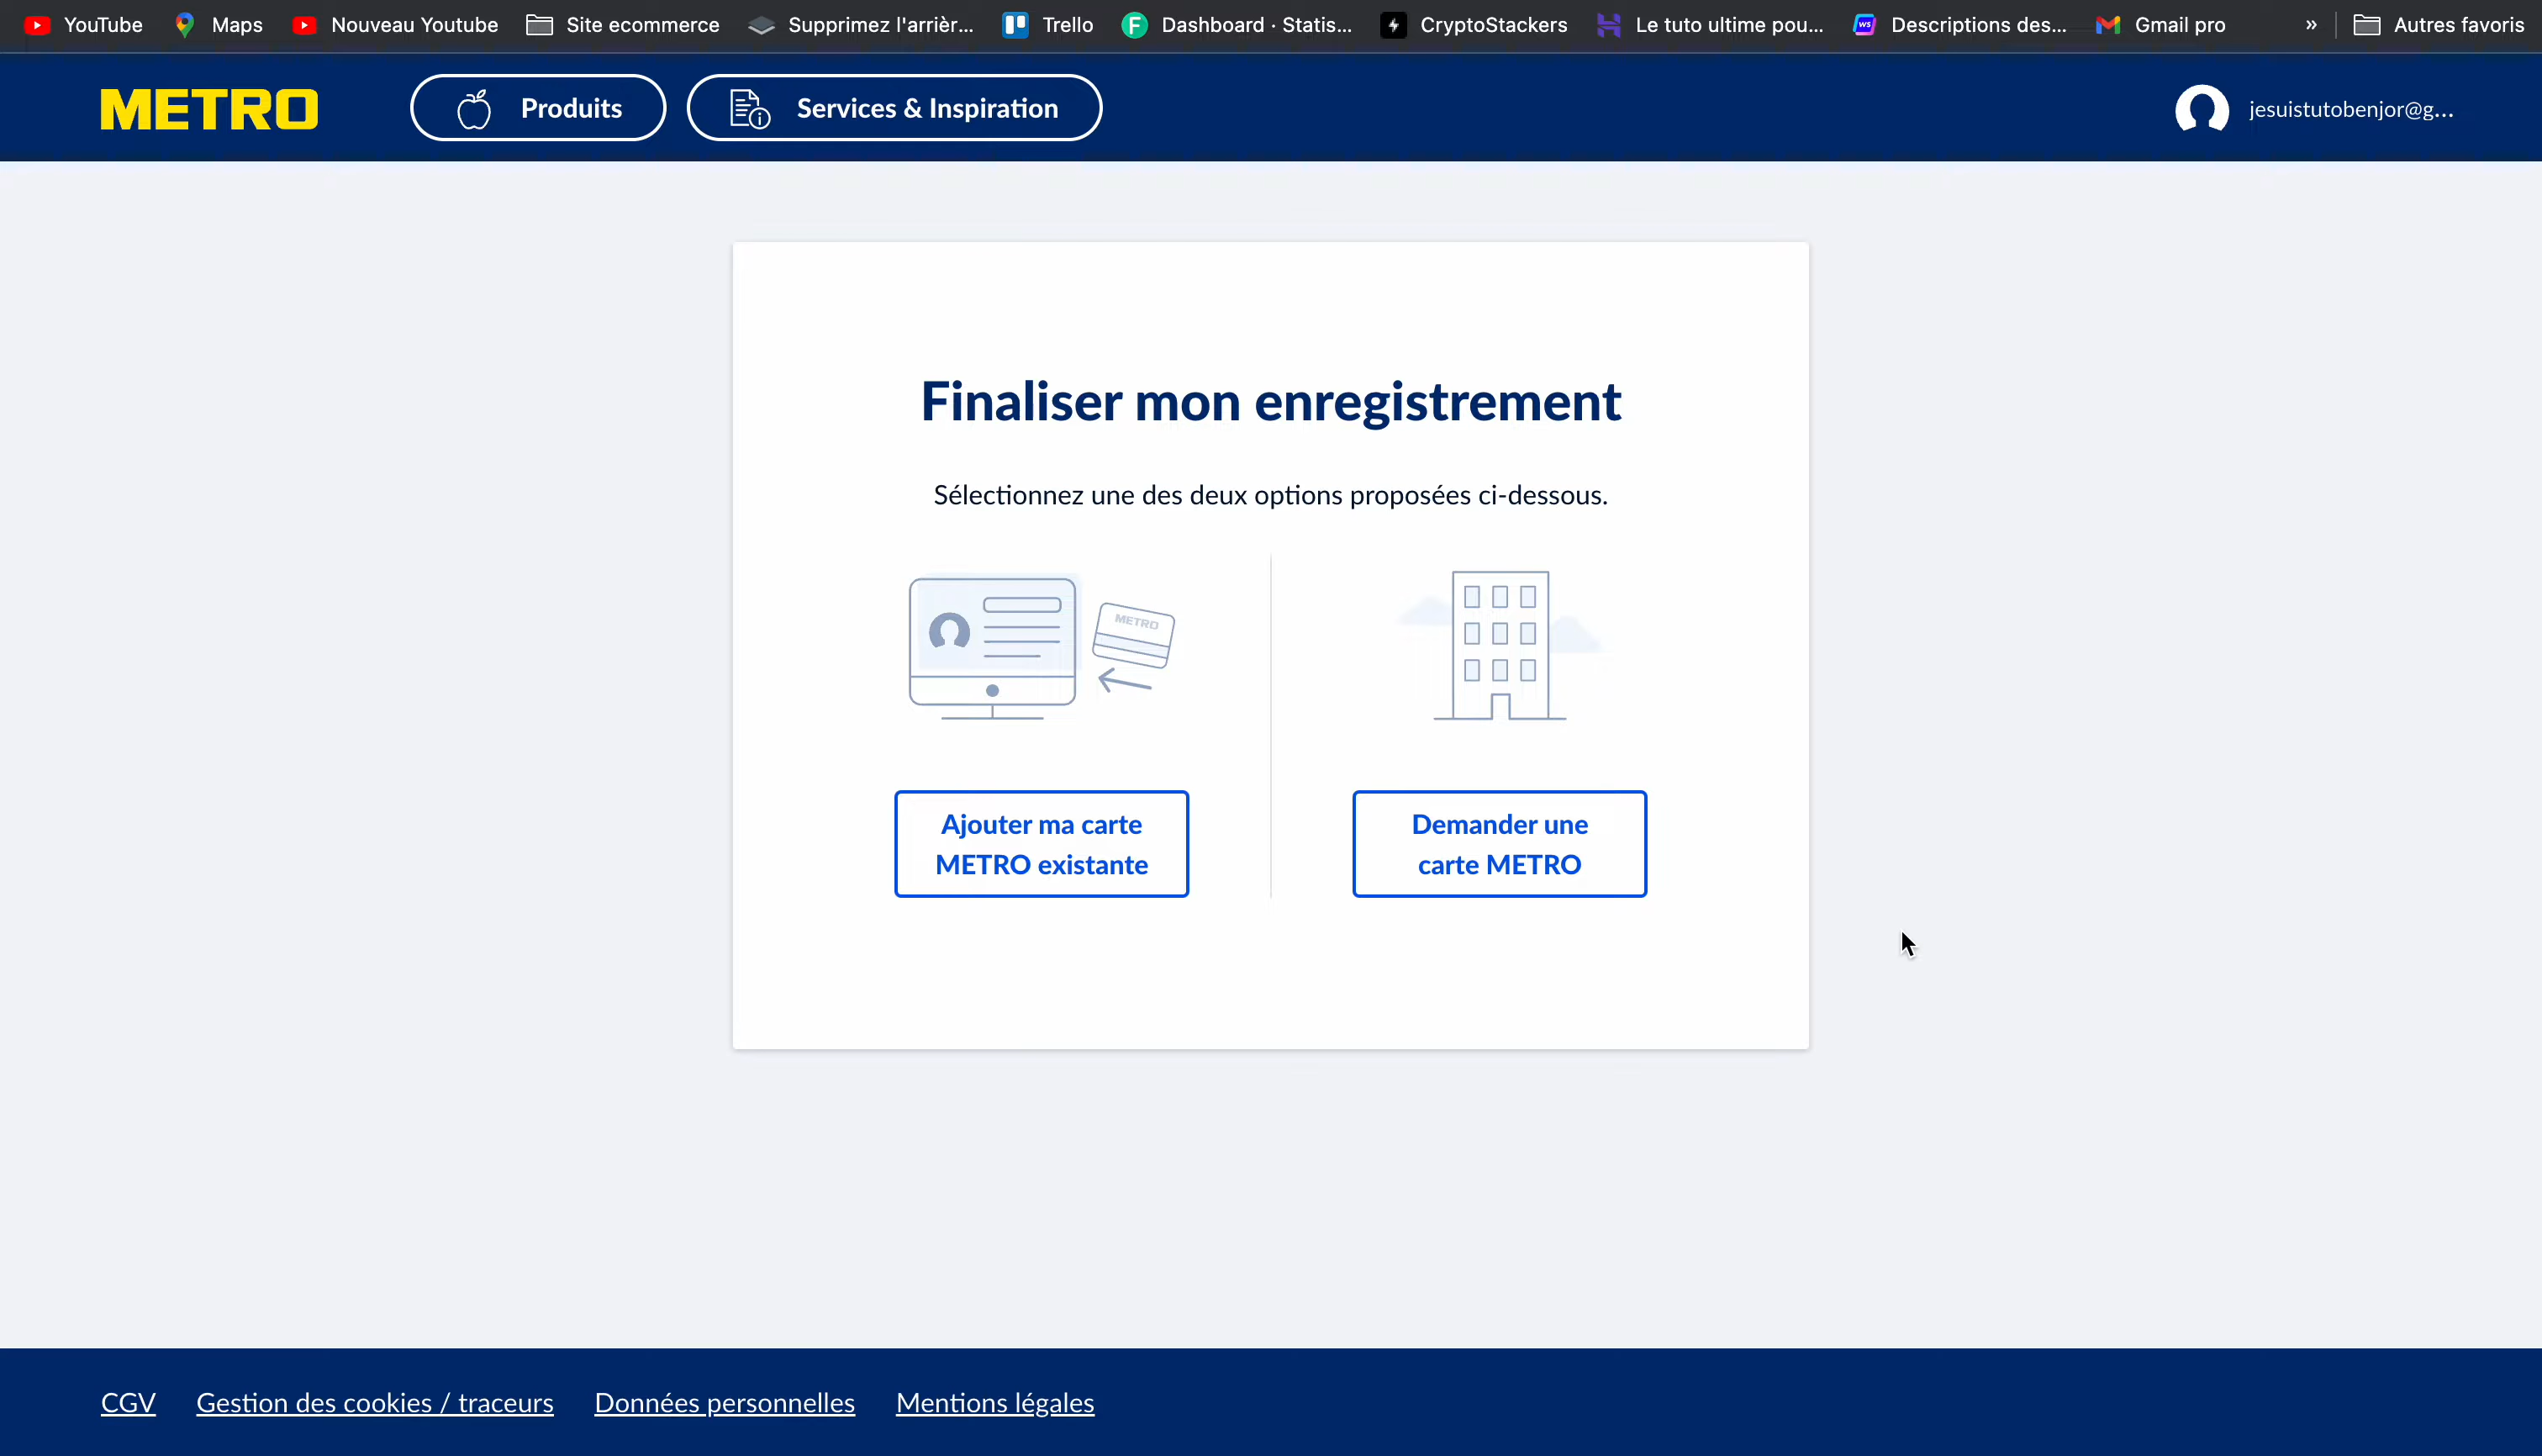 YouTube Maps Nouveau Youtube Site ecommerce Supprimez l'arrièr... Trello Dashboard · Statis... CryptoStackers Le tuto ultime pou... Descriptions des... Gmail pro » Autres favoris
METRO Produits Services & Inspiration jesuistutobenjor@g...
Finaliser mon enregistrement
Sélectionnez une des deux options proposées ci-dessous.
METRO
Ajouter ma carte
METRO existante
Demander une
carte METRO
CGV Gestion des cookies / traceurs Données personnelles Mentions légales